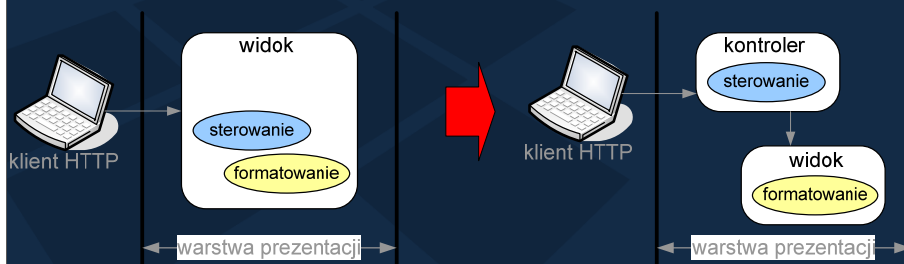 widok
sterowanie
formatowanie
klient HTTP
warstwa prezentacji
kontroler
sterowanie
klient HTTP
widok
formatowanie
warstwa prezentacji